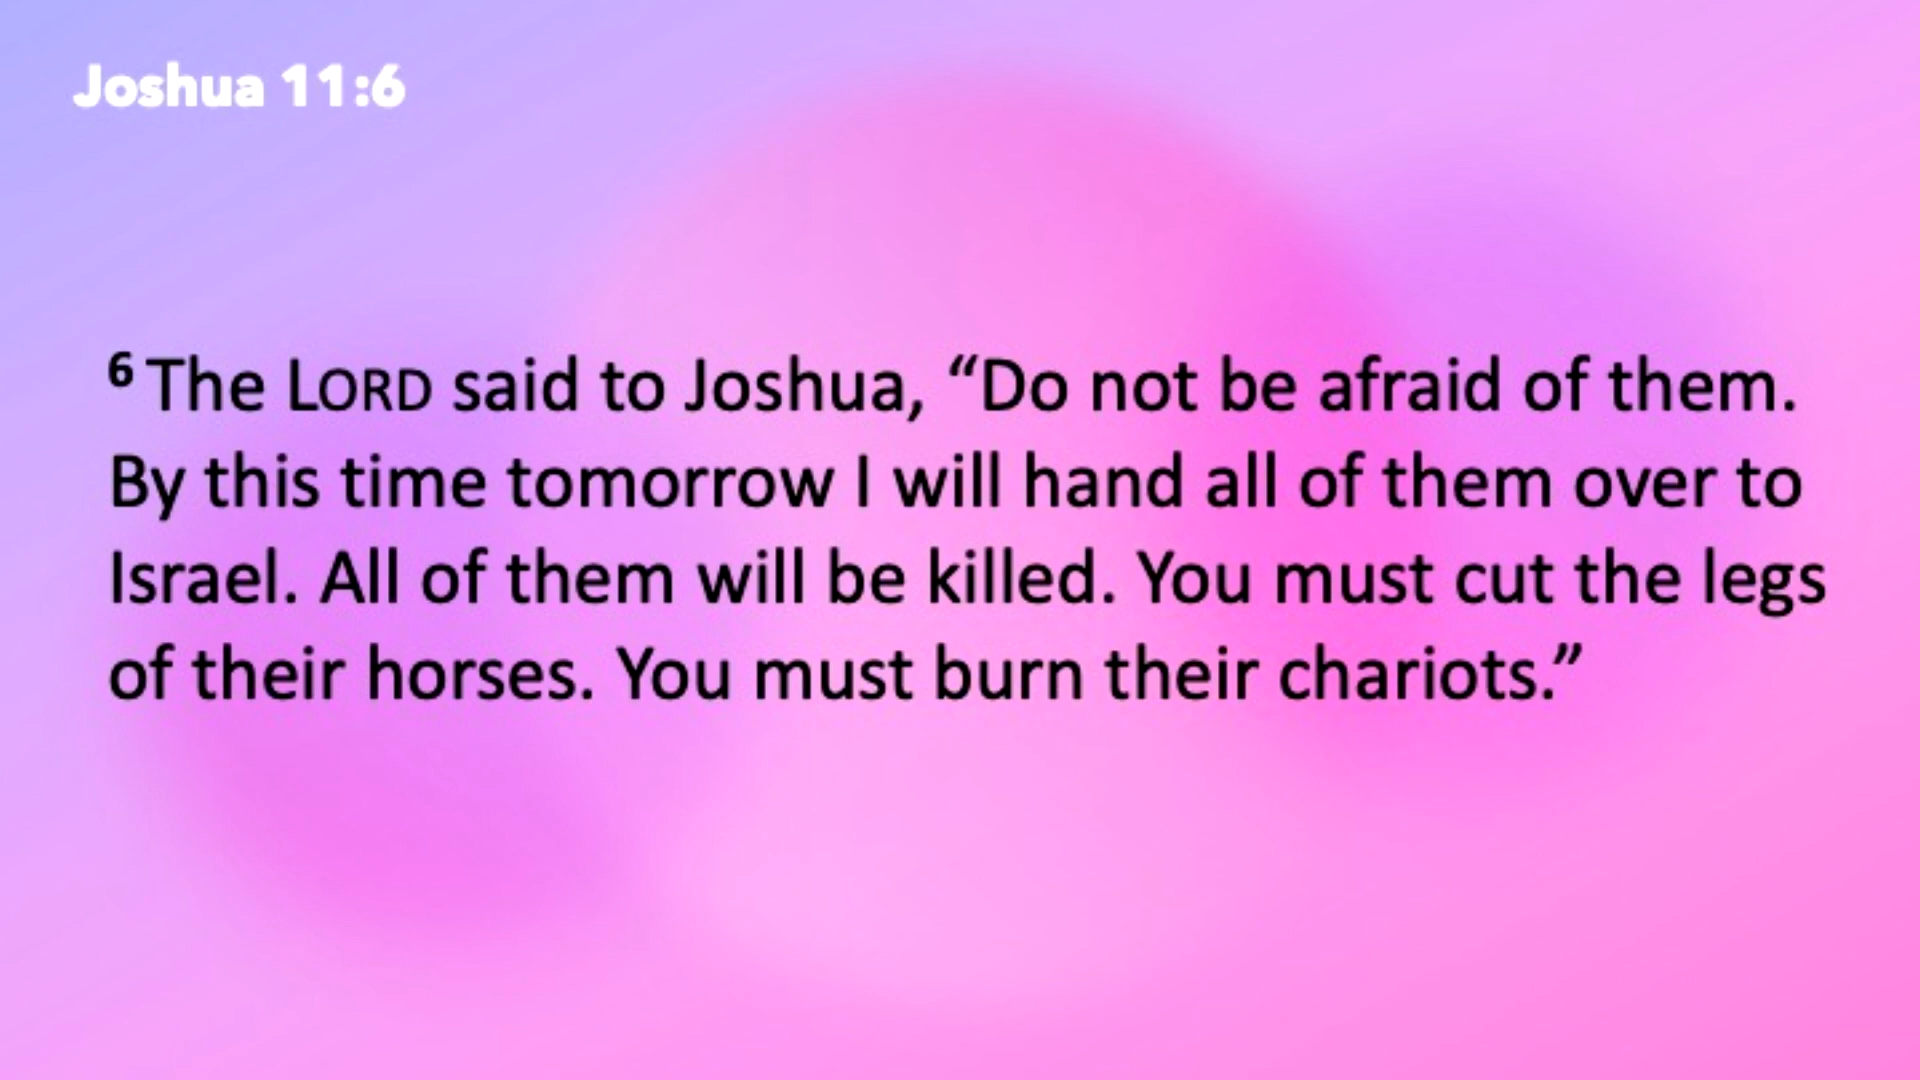 Joshua 11:6
6 The LORD said to Joshua, “Do not be afraid of them.
By this time tomorrow I will hand all of them over to
Israel. All of them will be killed. You must cut the legs
of their horses. You must burn their chariots.”